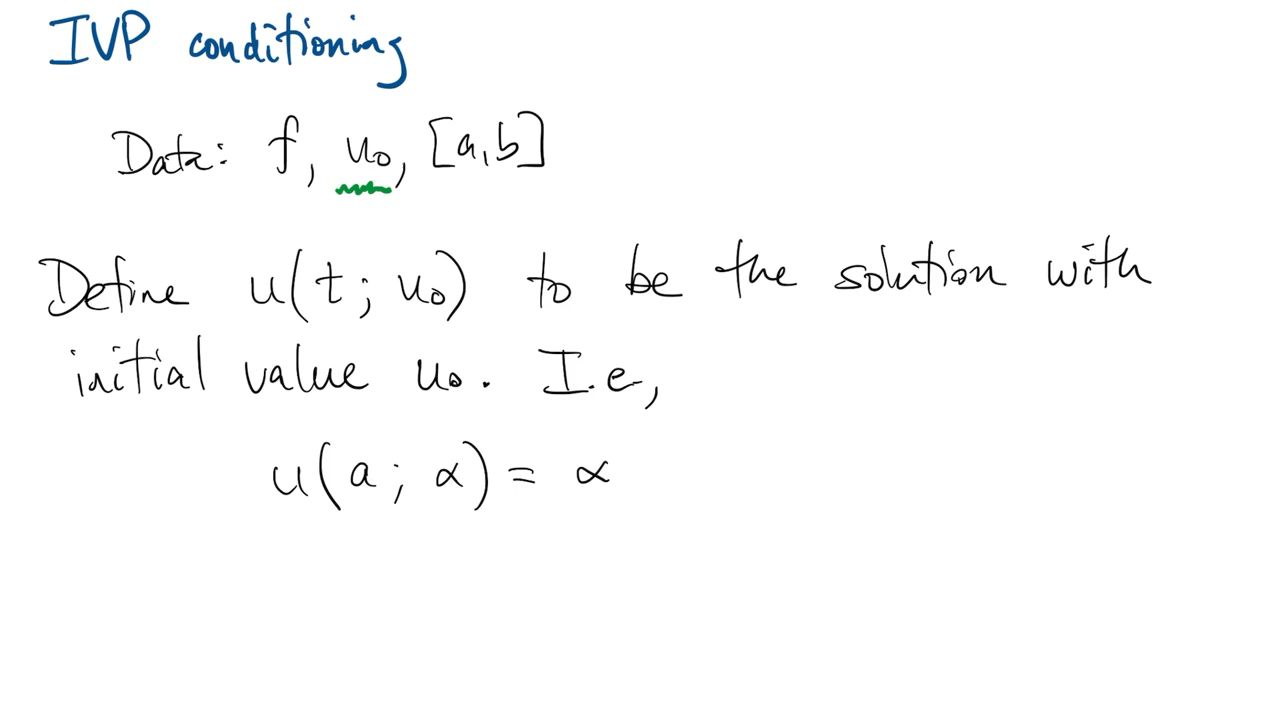 IVP conditioning
Data: f, u₀, [a,b]
Define u(t; u₀) to be the solution with
initial value u₀. I.e,
u(a; α) = α